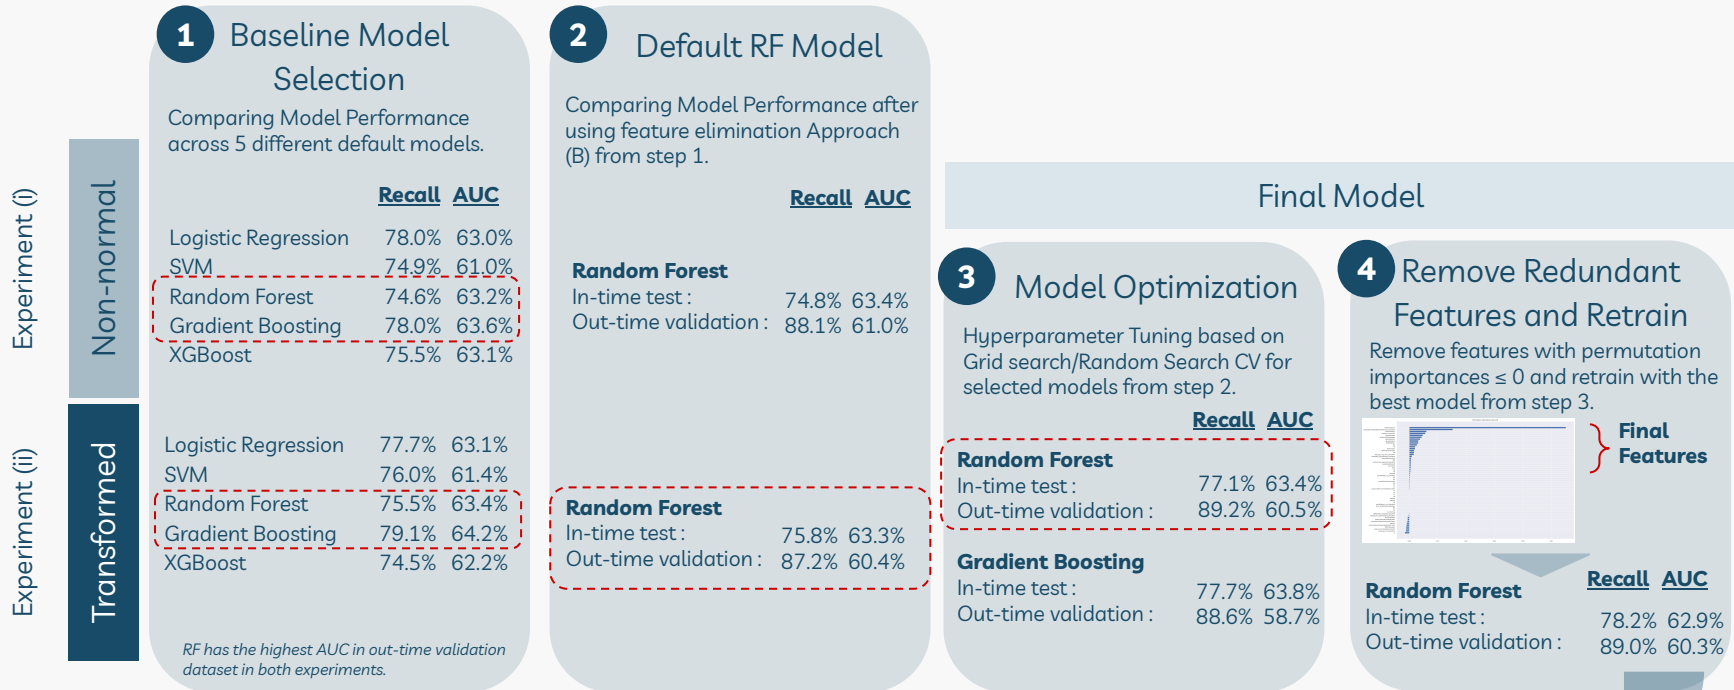 Experiment (i)
Non-normal
Experiment (ii)
Transformed
1
Baseline Model
Selection
Comparing Model Performance
across 5 different default models.
Recall AUC
Logistic Regression 78.0% 63.0%
SVM 74.9% 61.0%
Random Forest 74.6% 63.2%
Gradient Boosting 78.0% 63.6%
XGBoost 75.5% 63.1%
Logistic Regression 77.7% 63.1%
SVM 76.0% 61.4%
Random Forest 75.5% 63.4%
Gradient Boosting 79.1% 64.2%
XGBoost 74.5% 62.2%
RF has the highest AUC in out-time validation
dataset in both experiments.
2
Default RF Model
Comparing Model Performance after
using feature elimination Approach
(B) from step 1.
Recall AUC
Random Forest
In-time test : 74.8% 63.4%
Out-time validation : 88.1% 61.0%
Random Forest
In-time test : 75.8% 63.3%
Out-time validation : 87.2% 60.4%
Final Model
3
Model Optimization
Hyperparameter Tuning based on
Grid search/Random Search CV for
selected models from step 2.
Recall AUC
Random Forest
In-time test : 77.1% 63.4%
Out-time validation : 89.2% 60.5%
Gradient Boosting
In-time test : 77.7% 63.8%
Out-time validation : 88.6% 58.7%
4
Remove Redundant
Features and Retrain
Remove features with permutation
importances ≤ 0 and retrain with the
best model from step 3.
Final
Features
Recall AUC
Random Forest
In-time test : 78.2% 62.9%
Out-time validation : 89.0% 60.3%